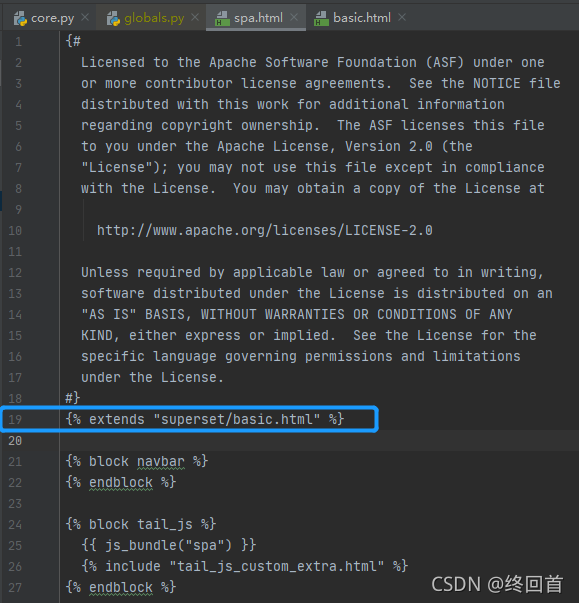 core.py × globals.py × spa.html × basic.html ×
1 {#
2 Licensed to the Apache Software Foundation (ASF) under one
3 or more contributor license agreements.  See the NOTICE file
4 distributed with this work for additional information
5 regarding copyright ownership.  The ASF licenses this file
6 to you under the Apache License, Version 2.0 (the
7 "License"); you may not use this file except in compliance
8 with the License.  You may obtain a copy of the License at
9
10 http://www.apache.org/licenses/LICENSE-2.0
11
12 Unless required by applicable law or agreed to in writing,
13 software distributed under the License is distributed on an
14 "AS IS" BASIS, WITHOUT WARRANTIES OR CONDITIONS OF ANY
15 KIND, either express or implied.  See the License for the
16 specific language governing permissions and limitations
17 under the License.
18 #}
19 {% extends "superset/basic.html" %}
20
21 {% block navbar %}
22 {% endblock %}
23
24 {% block tail_js %}
25 {{ js_bundle("spa") }}
26 {% include "tail_js_custom_extra.html" %}
27 {% endblock %}
CSDN @终回首